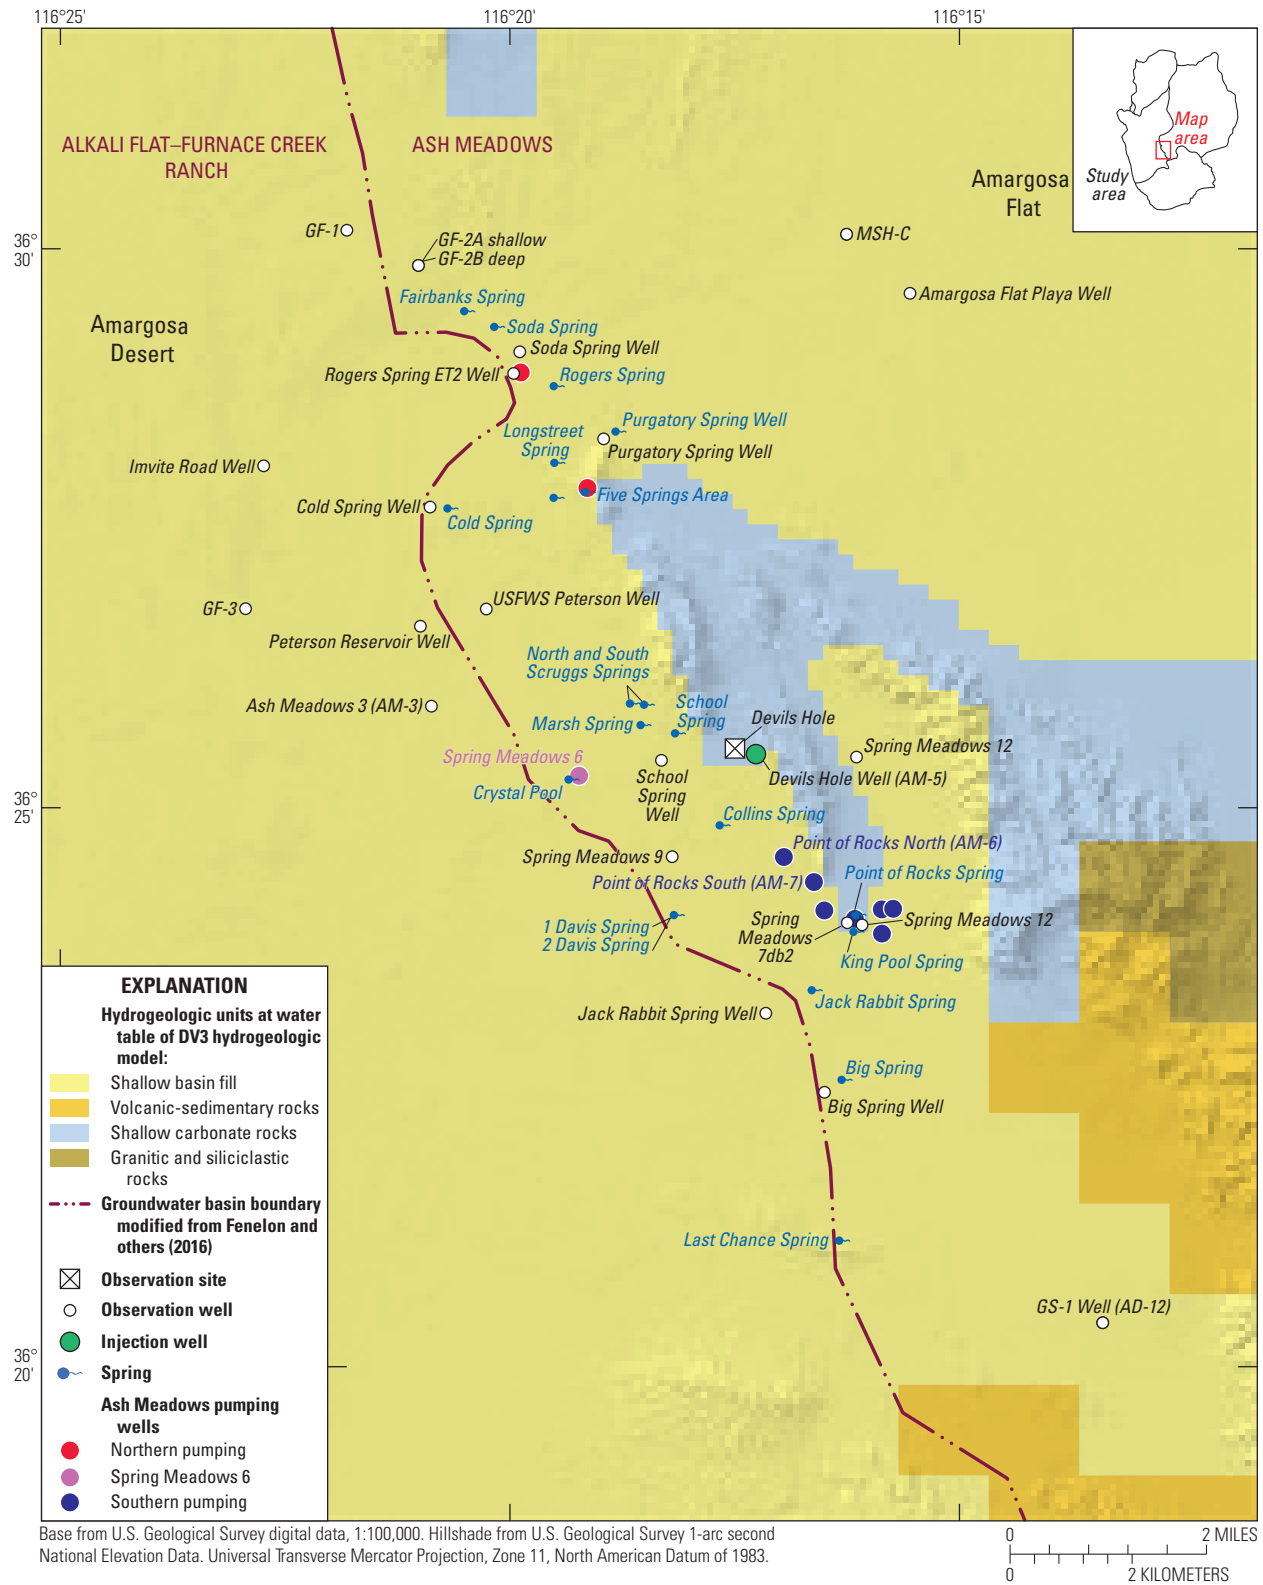 116°25'
116°20'
116°15'
ALKALI FLAT–FURNACE CREEK
RANCH
ASH MEADOWS
Map
area
Study
area
Amargosa
Flat
GF-1
GF-2A shallow
GF-2B deep
MSH-C
36°
30'
Fairbanks Spring
Amargosa Flat Playa Well
Amargosa
Desert
Soda Spring
Soda Spring Well
Rogers Spring ET2 Well
Rogers Spring
Purgatory Spring Well
Longstreet
Spring
Purgatory Spring Well
Imvite Road Well
Five Springs Area
Cold Spring Well
Cold Spring
USFWS Peterson Well
GF-3
Peterson Reservoir Well
North and South
Scruggs Springs
Ash Meadows 3 (AM-3)
School
Spring
Marsh Spring
Devils Hole
Spring Meadows 12
Spring Meadows 6
School
Spring
Well
Devils Hole Well (AM-5)
Crystal Pool
36°
25'
Collins Spring
Point of Rocks North (AM-6)
Spring Meadows 9
Point of Rocks South (AM-7)
Point of Rocks Spring
1 Davis Spring
2 Davis Spring
Spring
Meadows
7db2
Spring Meadows 12
King Pool Spring
Jack Rabbit Spring
Jack Rabbit Spring Well
Big Spring
Big Spring Well
Last Chance Spring
GS-1 Well (AD-12)
36°
20'
EXPLANATION
Hydrogeologic units at water
table of DV3 hydrogeologic
model:
Shallow basin fill
Volcanic-sedimentary rocks
Shallow carbonate rocks
Granitic and siliciclastic
rocks
Groundwater basin boundary
modified from Fenelon and
others (2016)
Observation site
Observation well
Injection well
Spring
Ash Meadows pumping
wells
Northern pumping
Spring Meadows 6
Southern pumping
Base from U.S. Geological Survey digital data, 1:100,000. Hillshade from U.S. Geological Survey 1-arc second
National Elevation Data. Universal Transverse Mercator Projection, Zone 11, North American Datum of 1983.
0 2 MILES
0 2 KILOMETERS